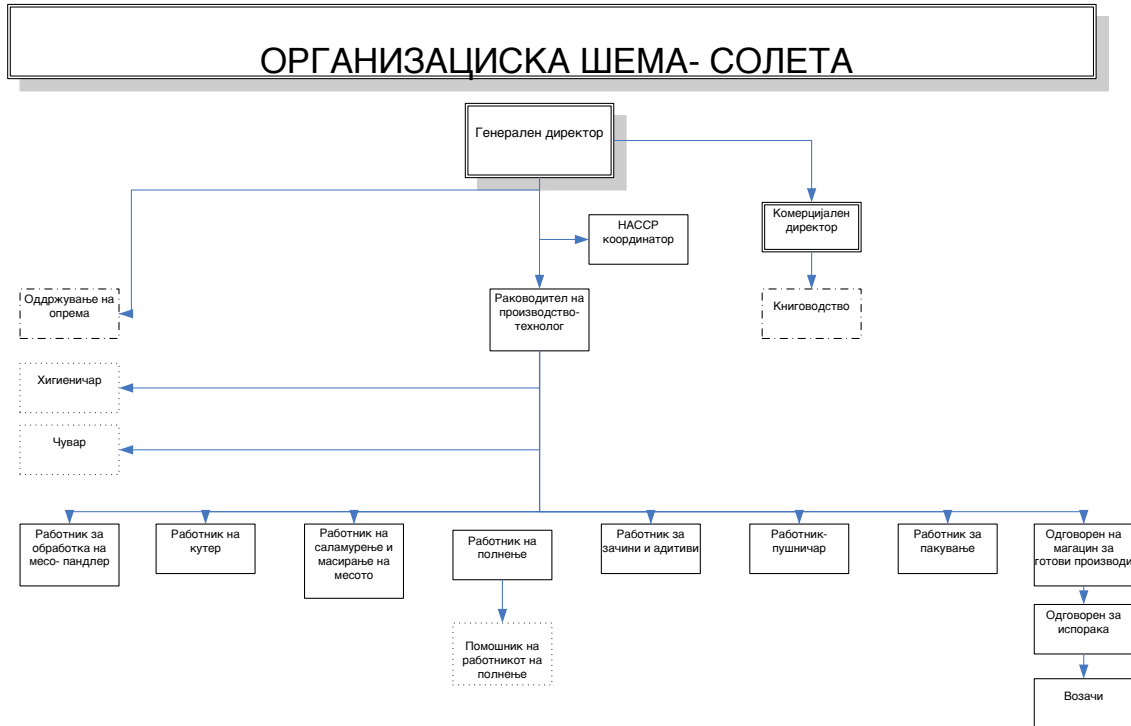 ОРГАНИЗАЦИСКА ШЕМА- СОЛЕТА
Генерален директор
Комерцијален
директор
НАССР
координатор
Оддржување на
опрема
Раководител на
производство-
технолог
Книговодство
Хигиеничар
Чувар
Работник за
обработка на
месо- пандлер
Работник на
кутер
Работник на
саламурење и
масирање на
месото
Работник на
полнење
Работник за
зачини и адитиви
Работник-
пушничар
Работник за
пакување
Одговорен на
магацин за
готови производи
Одговорен за
испорака
Помошник на
работникот на
полнење
Возачи